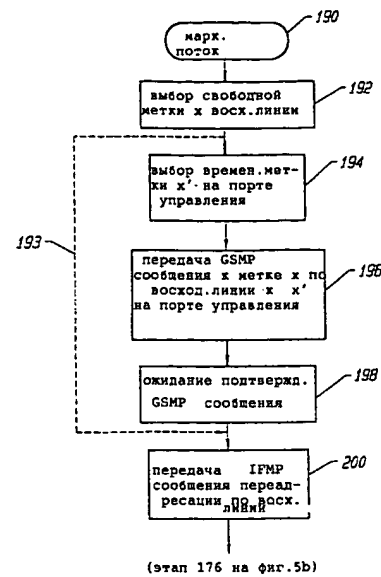 190
марк.
поток
192
выбор свободной
метки х восх.линии
194
выбор времен.мет-
ки х' на порте
управления
193
196
передача GSMP
сообщения к метке х по
восход.линии к х'
на порте управления
198
ожидание подтвержд.
GSMP сообщения
200
передача IFMP
сообщения переад-
ресации по восх.
линии
(этап 176 на фиг.5b)